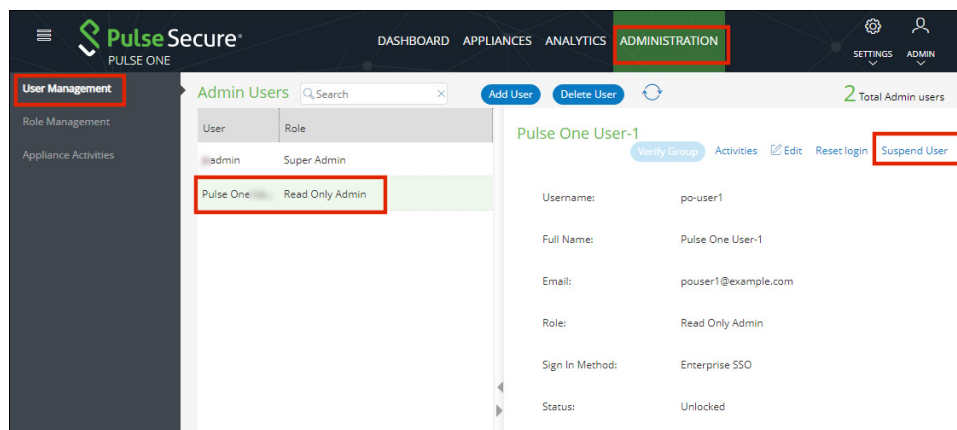 Pulse Secure®
PULSE ONE
DASHBOARD APPLIANCES ANALYTICS ADMINISTRATION
SETTINGS ADMIN
User Management
Role Management
Appliance Activities
Admin Users Search × Add User Delete User 2 Total Admin users
User Role
admin Super Admin
Pulse One Read Only Admin
Pulse One User-1
Verify Group Activities Edit Reset login Suspend User
Username: po-user1
Full Name: Pulse One User-1
Email: pouser1@example.com
Role: Read Only Admin
Sign In Method: Enterprise SSO
Status: Unlocked